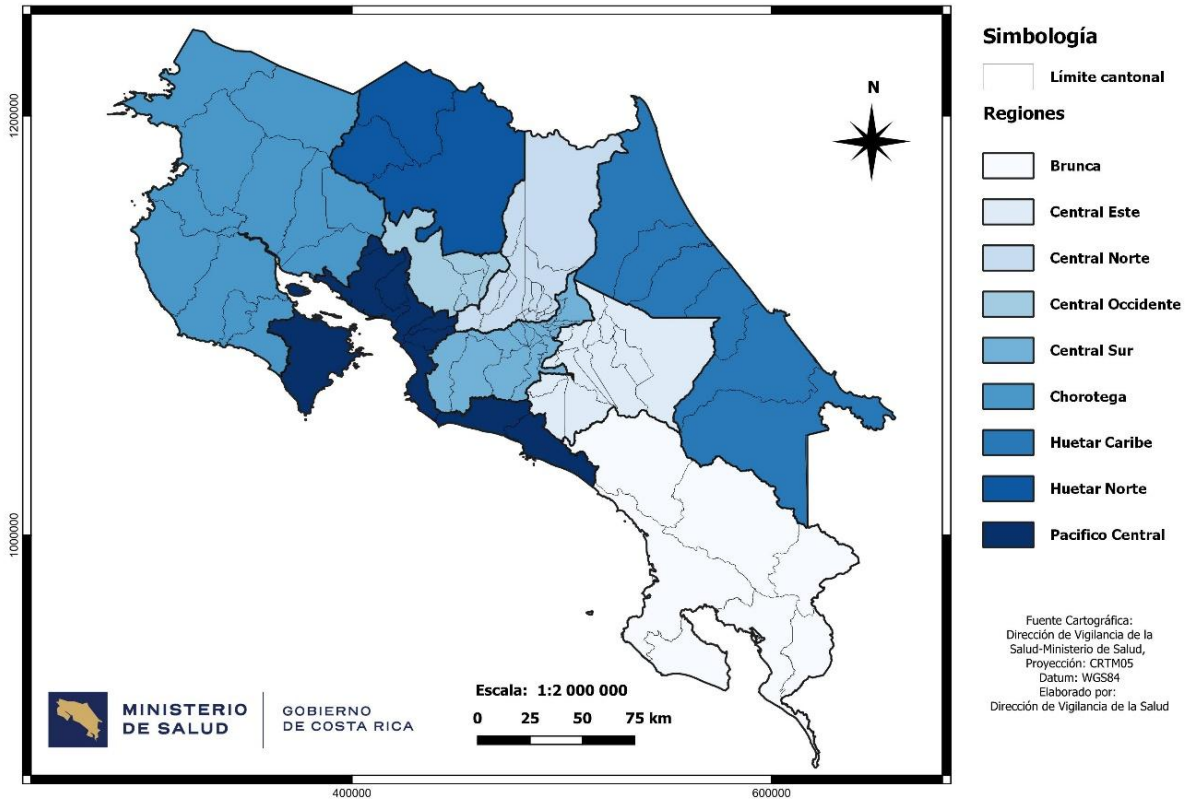 Simbología
Límite cantonal
Regiones
Brunca
Central Este
Central Norte
Central Occidente
Central Sur
Chorotega
Huetar Caribe
Huetar Norte
Pacifico Central
N
1200000
1000000
400000
600000
Escala: 1:2 000 000
0 25 50 75 km
MINISTERIO
DE SALUD
GOBIERNO
DE COSTA RICA
Fuente Cartográfica:
Dirección de Vigilancia de la
Salud-Ministerio de Salud,
Proyección: CRTM05
Datum: WGS84
Elaborado por:
Dirección de Vigilancia de la Salud